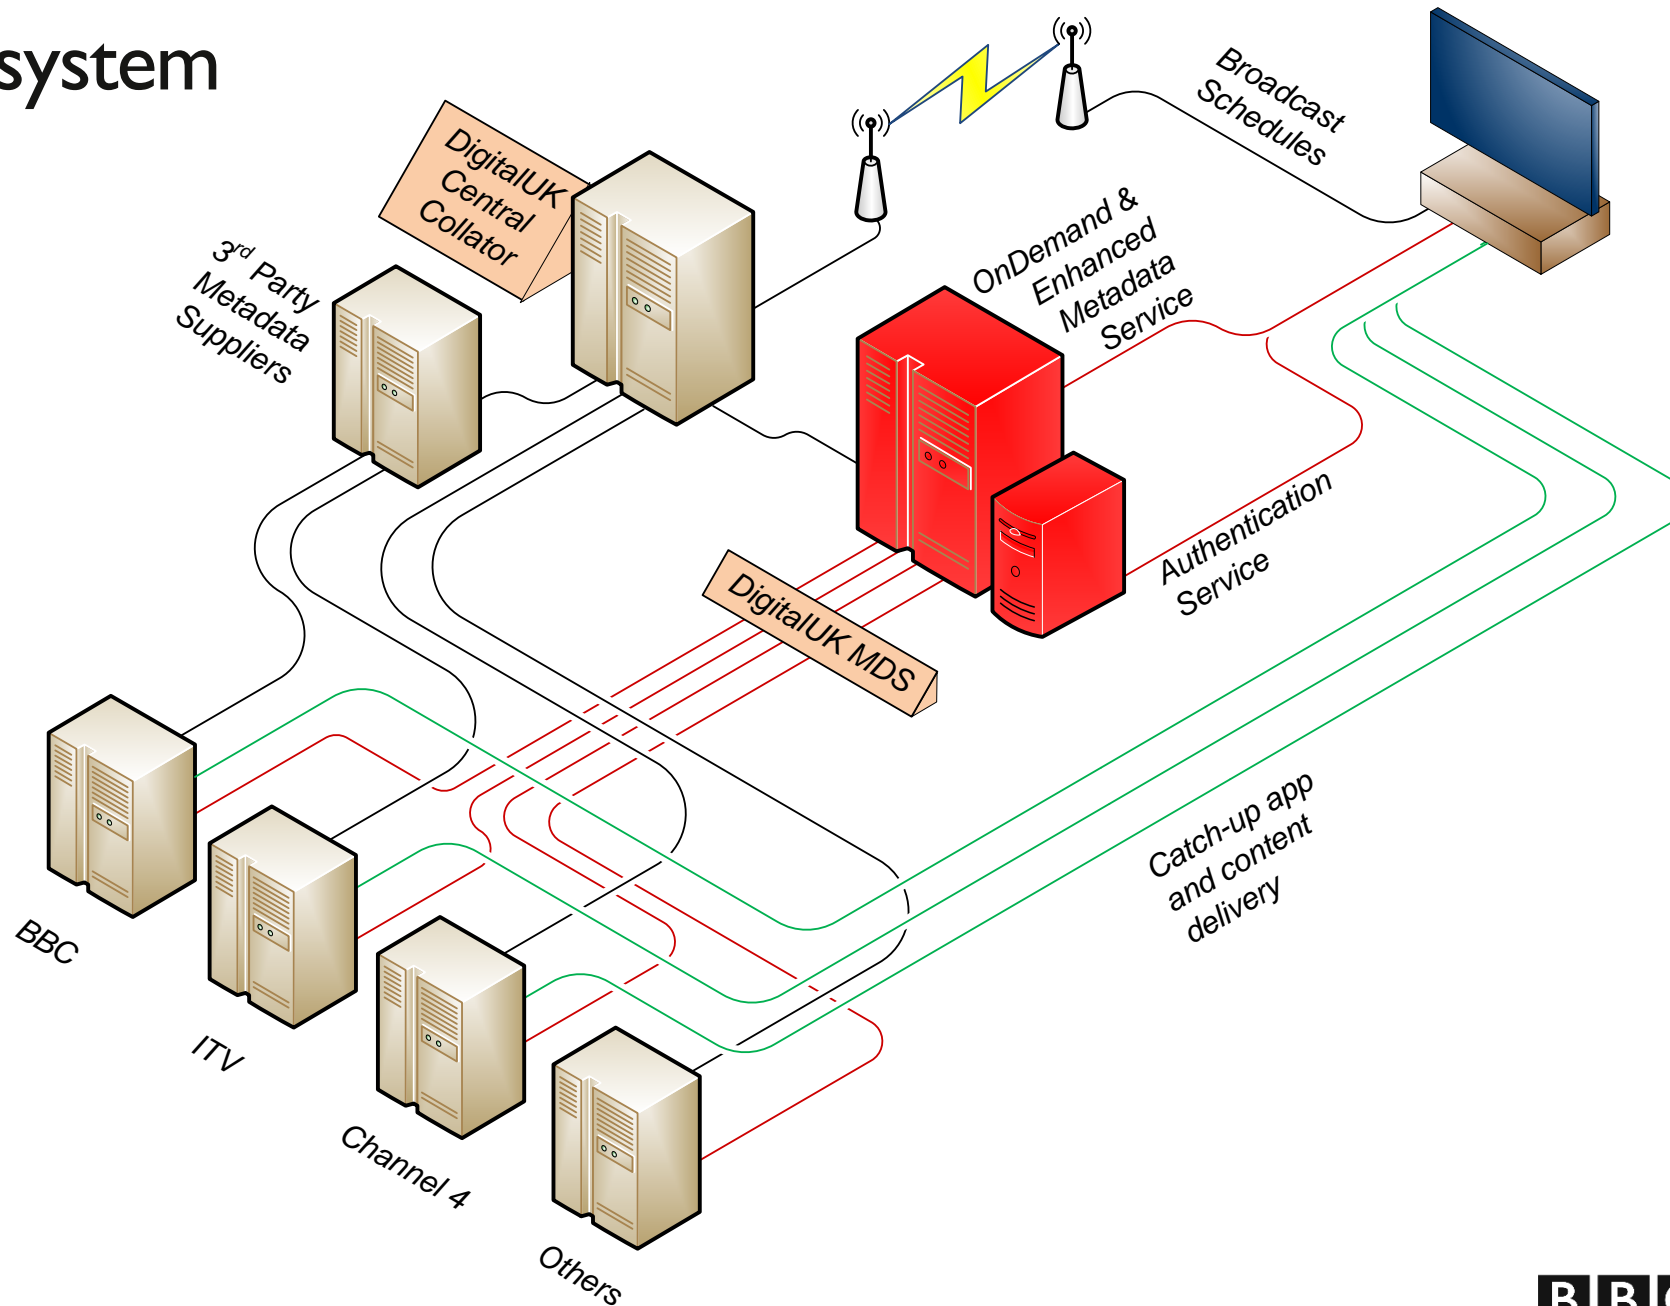 system
DigitalUK
Central
Collator
3rd Party
Metadata
Suppliers
Broadcast
Schedules
OnDemand &
Enhanced
Metadata
Service
Authentication
Service
DigitalUK MDS
Catch-up app
and content
delivery
BBC
ITV
Channel 4
Others
B B C